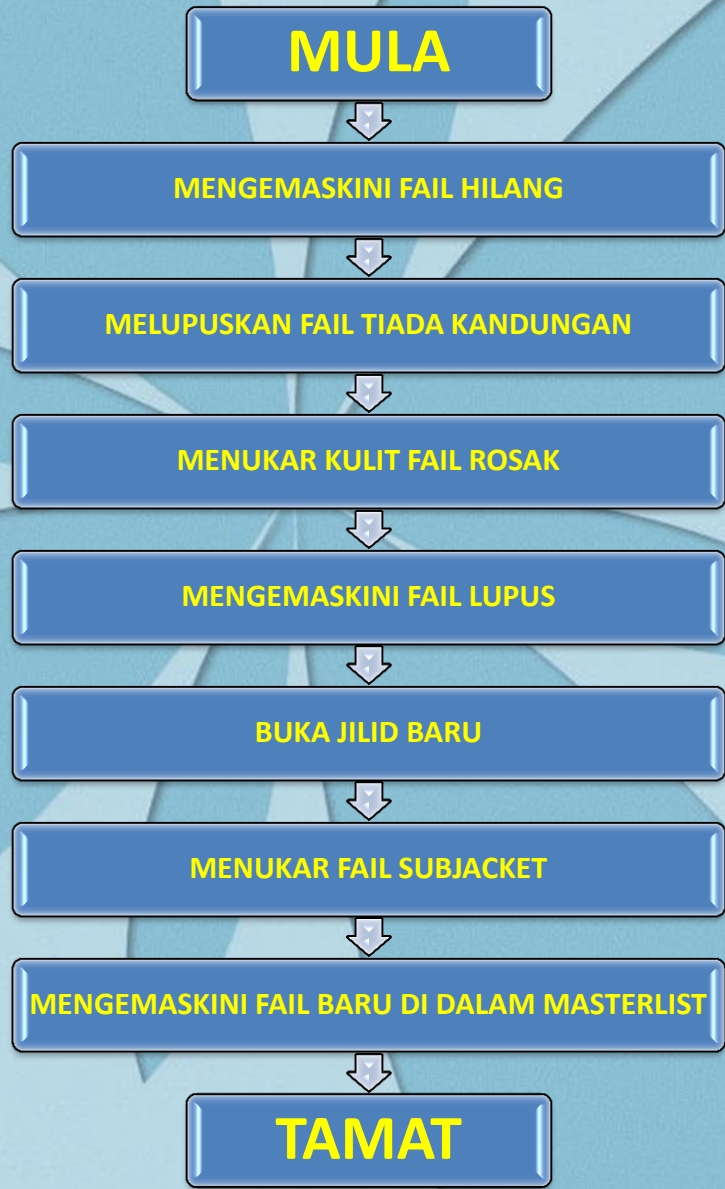 MULA
MENGEMASKINI FAIL HILANG
MELUPUSKAN FAIL TIADA KANDUNGAN
MENUKAR KULIT FAIL ROSAK
MENGEMASKINI FAIL LUPUS
BUKA JILID BARU
MENUKAR FAIL SUBJACKET
MENGEMASKINI FAIL BARU DI DALAM MASTERLIST
TAMAT